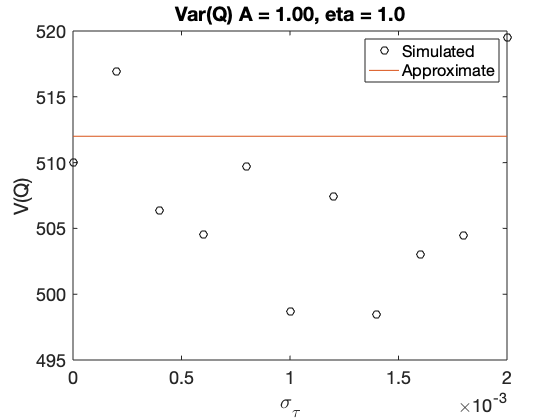 Var(Q) A = 1.00, eta = 1.0
520
Simulated
Approximate
515
510
V(Q)
505
500
495
0
0.5
1
1.5
2
×10⁻³
σ_τ